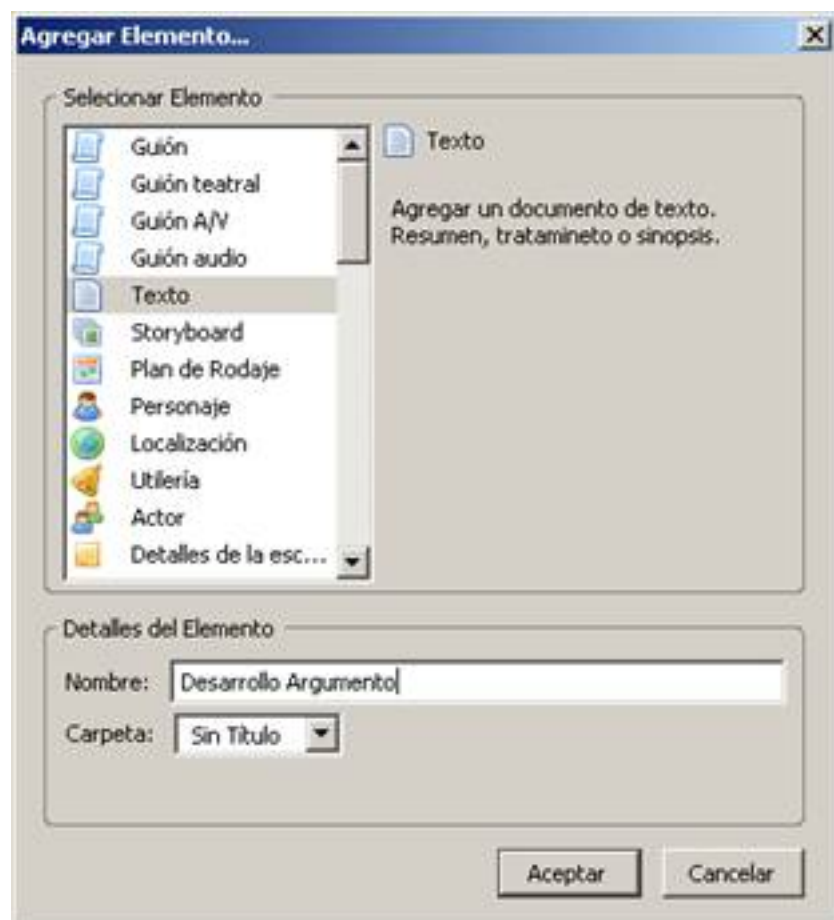 Agregar Elemento...
Selecionar Elemento
Guión
Guión teatral
Guión A/V
Guión audio
Texto
Storyboard
Plan de Rodaje
Personaje
Localización
Utilería
Actor
Detalles de la esc...
Texto
Agregar un documento de texto.
Resumen, tratamineto o sinopsis.
Detalles del Elemento
Nombre: Desarrollo Argumento
Carpeta: Sin Título
Aceptar Cancelar